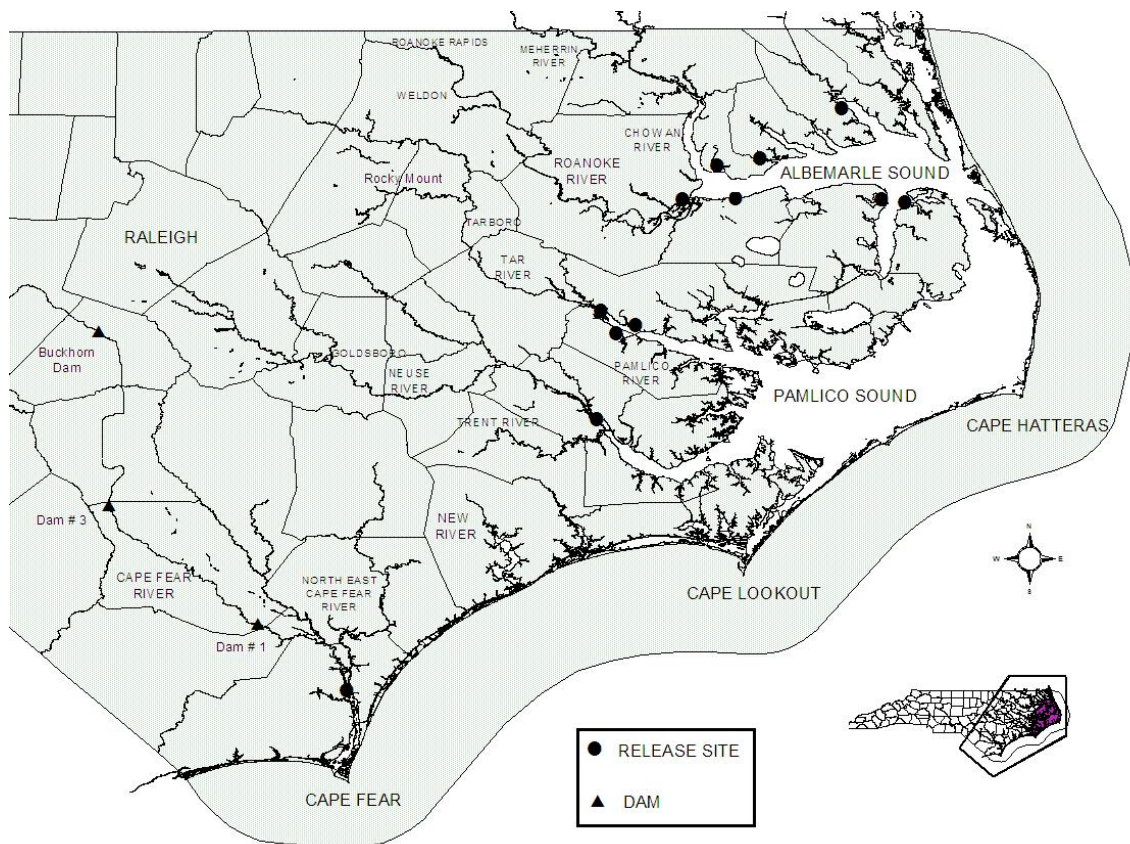 ROANOKE RAPIDS
MEHERRIN
RIVER
WELDON
CHOWAN
RIVER
ROANOKE
RIVER
ALBEMARLE SOUND
Rocky Mount
TARBORO
RALEIGH
TAR
RIVER
Buckhorn
Dam
GOLDSBORO
NEUSE
RIVER
PAMLICO
RIVER
PAMLICO SOUND
CAPE HATTERAS
TRENT RIVER
Dam # 3
NEW
RIVER
N
W
E
S
CAPE FEAR
RIVER
NORTH EAST
CAPE FEAR
RIVER
CAPE LOOKOUT
Dam # 1
RELEASE SITE
DAM
CAPE FEAR